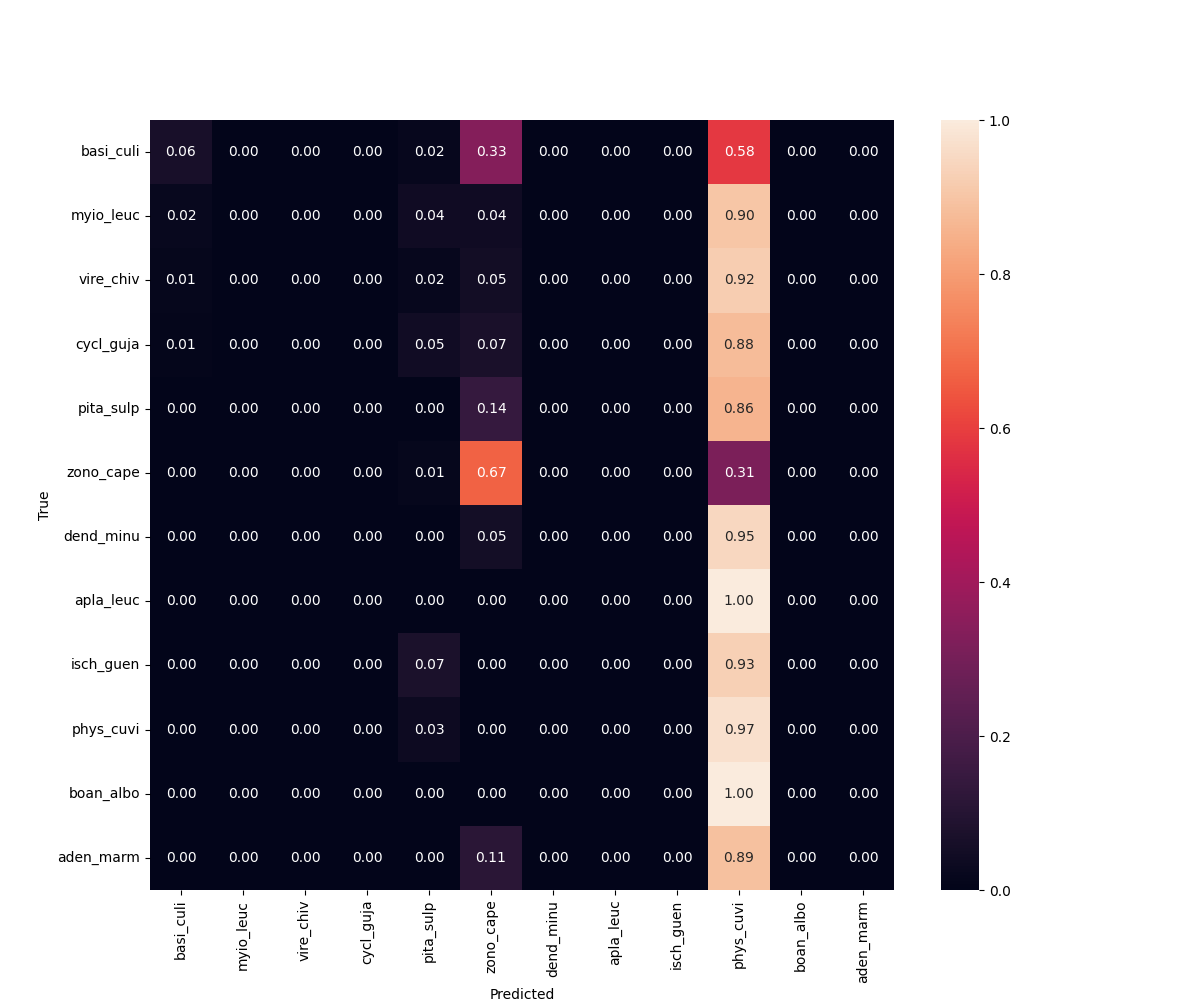 basi_culi 0.06 0.00 0.00 0.00 0.02 0.33 0.00 0.00 0.00 0.58 0.00 0.00
myio_leuc 0.02 0.00 0.00 0.00 0.04 0.04 0.00 0.00 0.00 0.90 0.00 0.00
vire_chiv 0.01 0.00 0.00 0.00 0.02 0.05 0.00 0.00 0.00 0.92 0.00 0.00
cycl_guja 0.01 0.00 0.00 0.00 0.05 0.07 0.00 0.00 0.00 0.88 0.00 0.00
pita_sulp 0.00 0.00 0.00 0.00 0.00 0.14 0.00 0.00 0.00 0.86 0.00 0.00
zono_cape 0.00 0.00 0.00 0.00 0.01 0.67 0.00 0.00 0.00 0.31 0.00 0.00
dend_minu 0.00 0.00 0.00 0.00 0.00 0.05 0.00 0.00 0.00 0.95 0.00 0.00
apla_leuc 0.00 0.00 0.00 0.00 0.00 0.00 0.00 0.00 0.00 1.00 0.00 0.00
isch_guen 0.00 0.00 0.00 0.00 0.07 0.00 0.00 0.00 0.00 0.93 0.00 0.00
phys_cuvi 0.00 0.00 0.00 0.00 0.03 0.00 0.00 0.00 0.00 0.97 0.00 0.00
boan_albo 0.00 0.00 0.00 0.00 0.00 0.00 0.00 0.00 0.00 1.00 0.00 0.00
aden_marm 0.00 0.00 0.00 0.00 0.00 0.11 0.00 0.00 0.00 0.89 0.00 0.00
True
basi_culi myio_leuc vire_chiv cycl_guja pita_sulp zono_cape dend_minu apla_leuc isch_guen phys_cuvi boan_albo aden_marm
Predicted
1.0
0.8
0.6
0.4
0.2
0.0